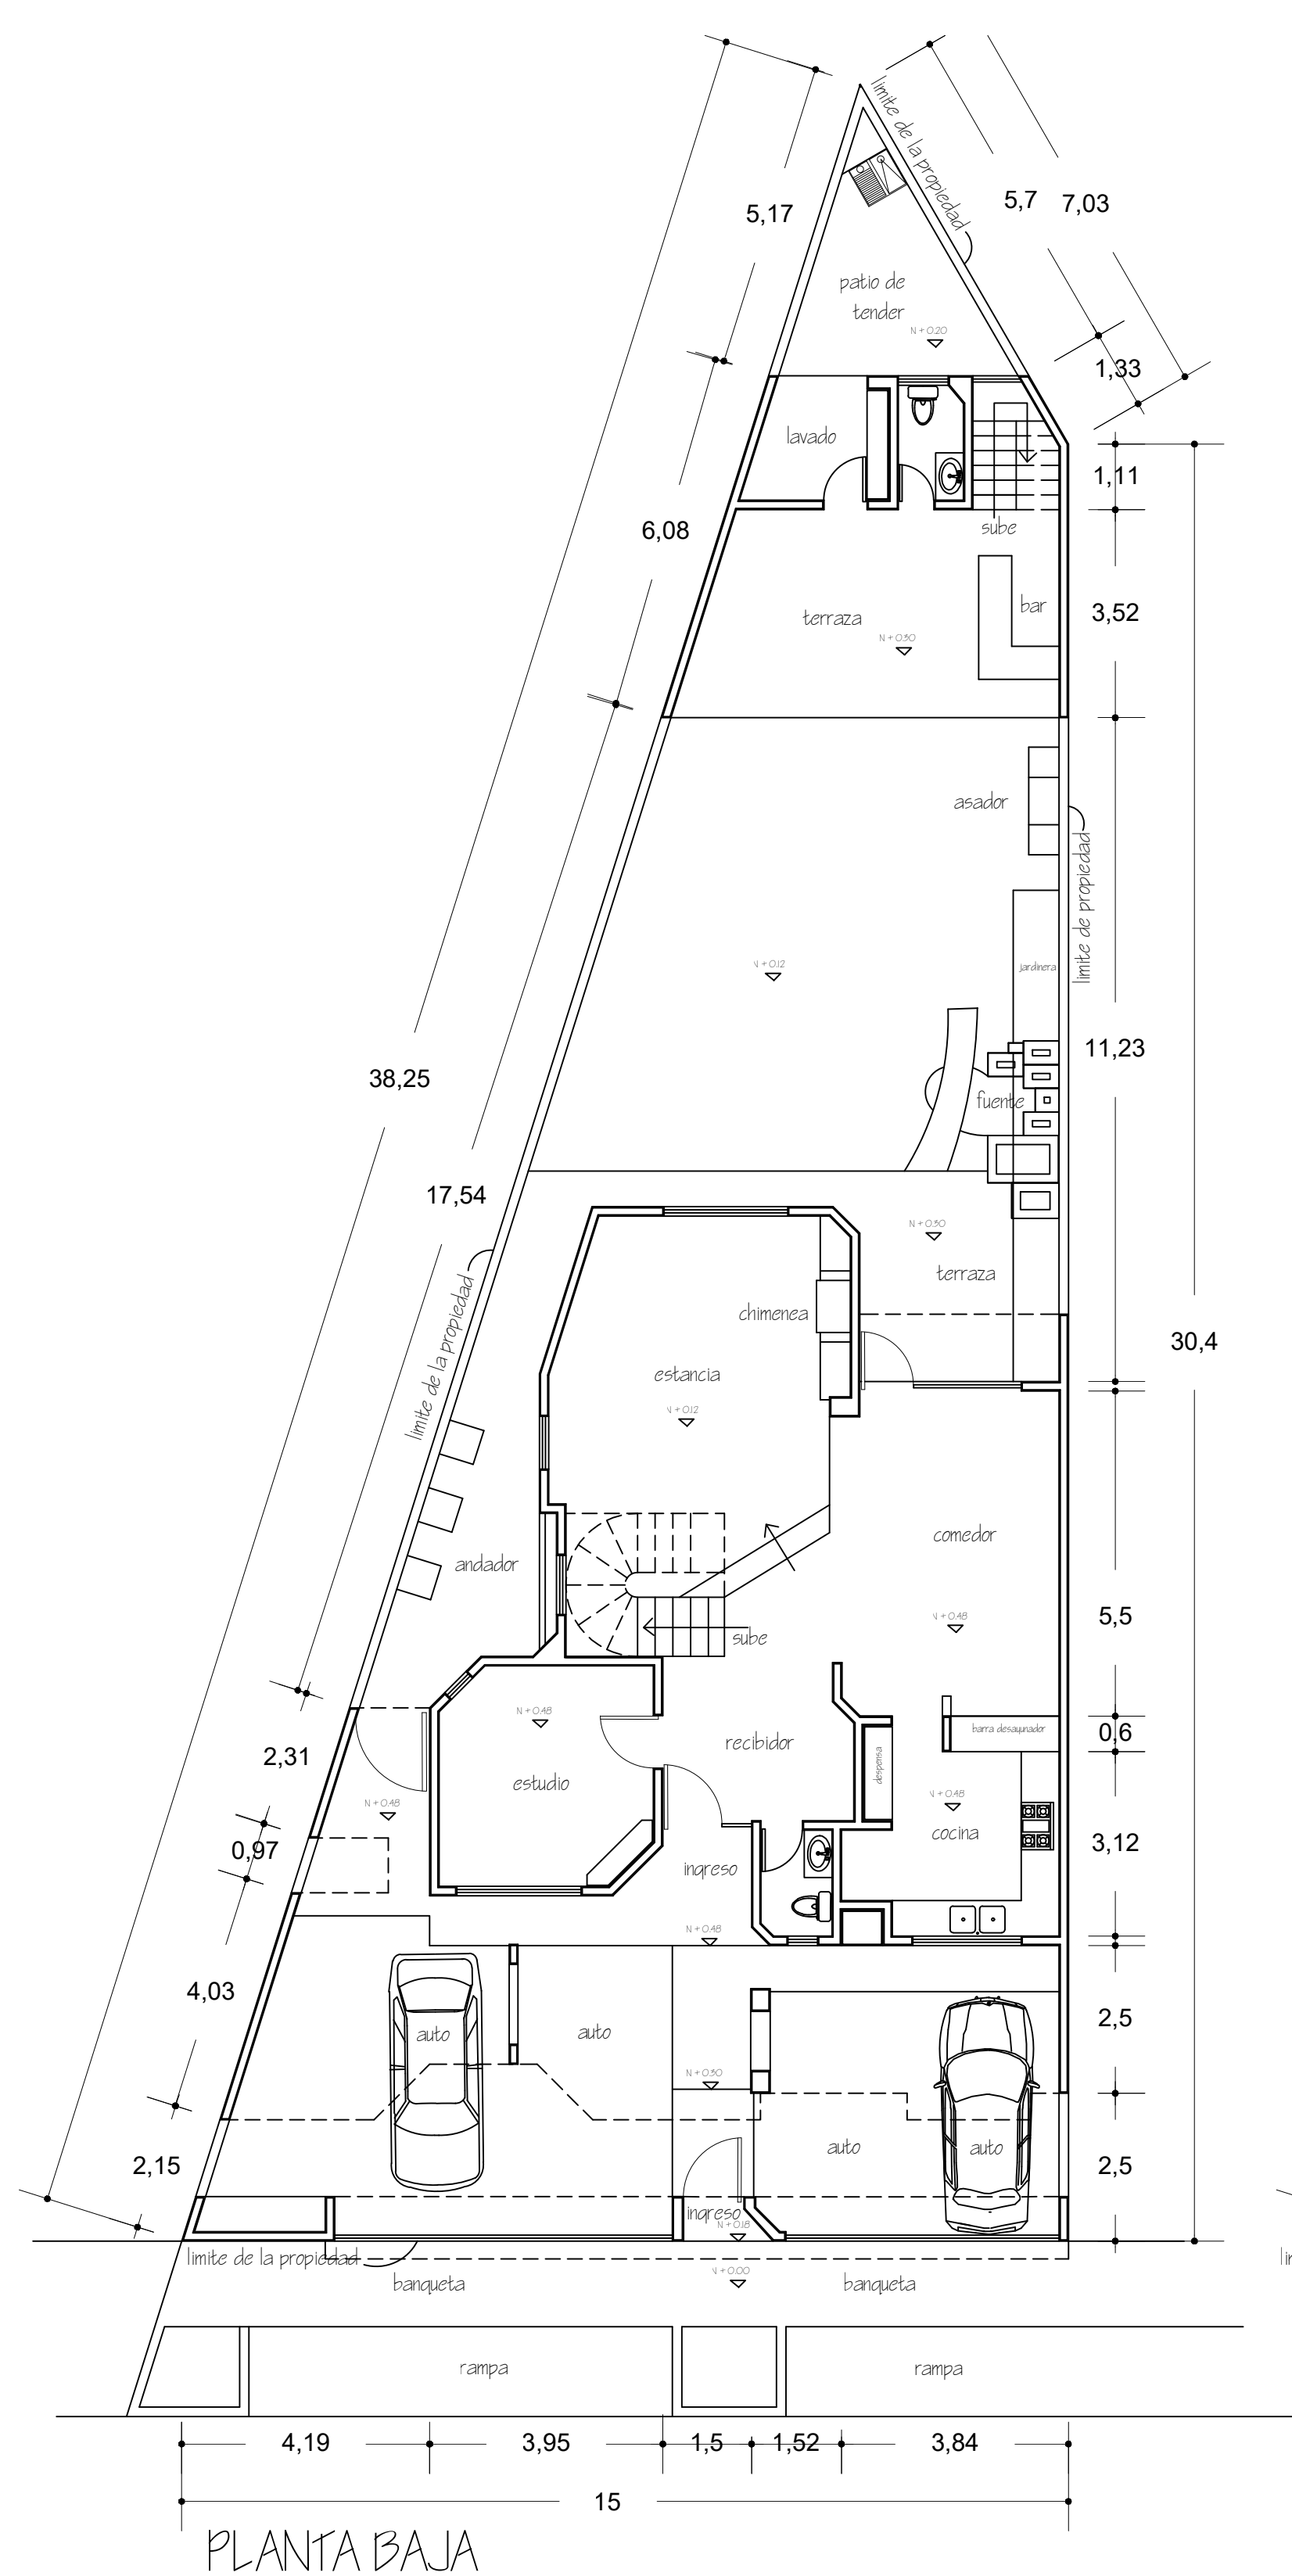 limite de la propiedad
5,17
5,7
7,03
patio de
tender
N + 0.20
1,33
lavado
1,11
sube
6,08
bar
3,52
terraza
N + 0.30
asador
limite de propiedad
N + 0.12
jardinera
11,23
38,25
fuente
17,54
N + 0.30
terraza
limite de la propiedad
chimenea
30,4
estancia
N + 0.12
comedor
andador
5,5
N + 0.48
sube
N + 0.48
barra desayunador
0,6
recibidor
2,31
despensa
estudio
N + 0.48
N + 0.48
cocina
3,12
0,97
ingreso
N + 0.48
4,03
auto
auto
2,5
N + 0.30
auto
auto
2,15
2,5
ingreso
N + 0.18
limite de la propiedad
N + 0.00
banqueta
banqueta
rampa
rampa
4,19
3,95
1,5
1,52
3,84
15
PLANTA BAJA